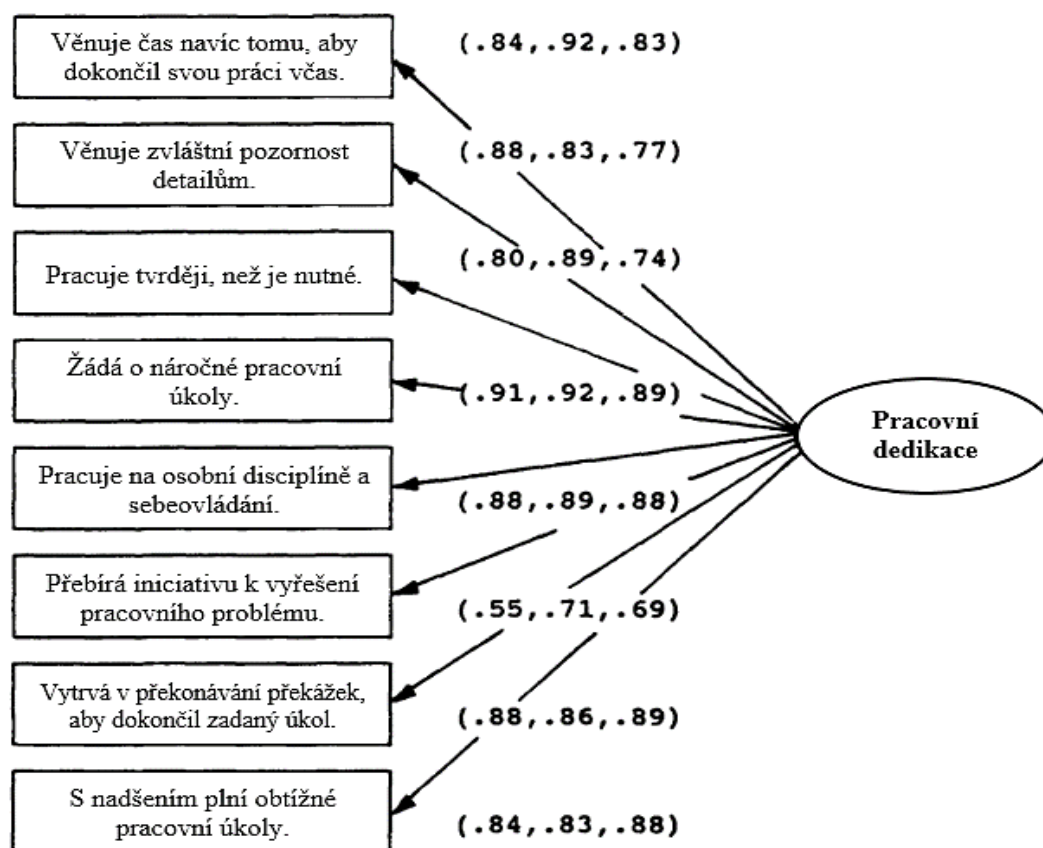 Věnuje čas navíc tomu, aby
dokončil svou práci včas.
(.84,.92,.83)
Věnuje zvláštní pozornost
detailům.
(.88,.83,.77)
Pracuje tvrději, než je nutné.
(.80,.89,.74)
Žádá o náročné pracovní
úkoly.
(.91,.92,.89)
Pracovní
dedikace
Pracuje na osobní disciplíně a
sebeovládání.
(.88,.89,.88)
Přebírá iniciativu k vyřešení
pracovního problému.
(.55,.71,.69)
Vytrvá v překonávání překážek,
aby dokončil zadaný úkol.
(.88,.86,.89)
S nadšením plní obtížné
pracovní úkoly.
(.84,.83,.88)